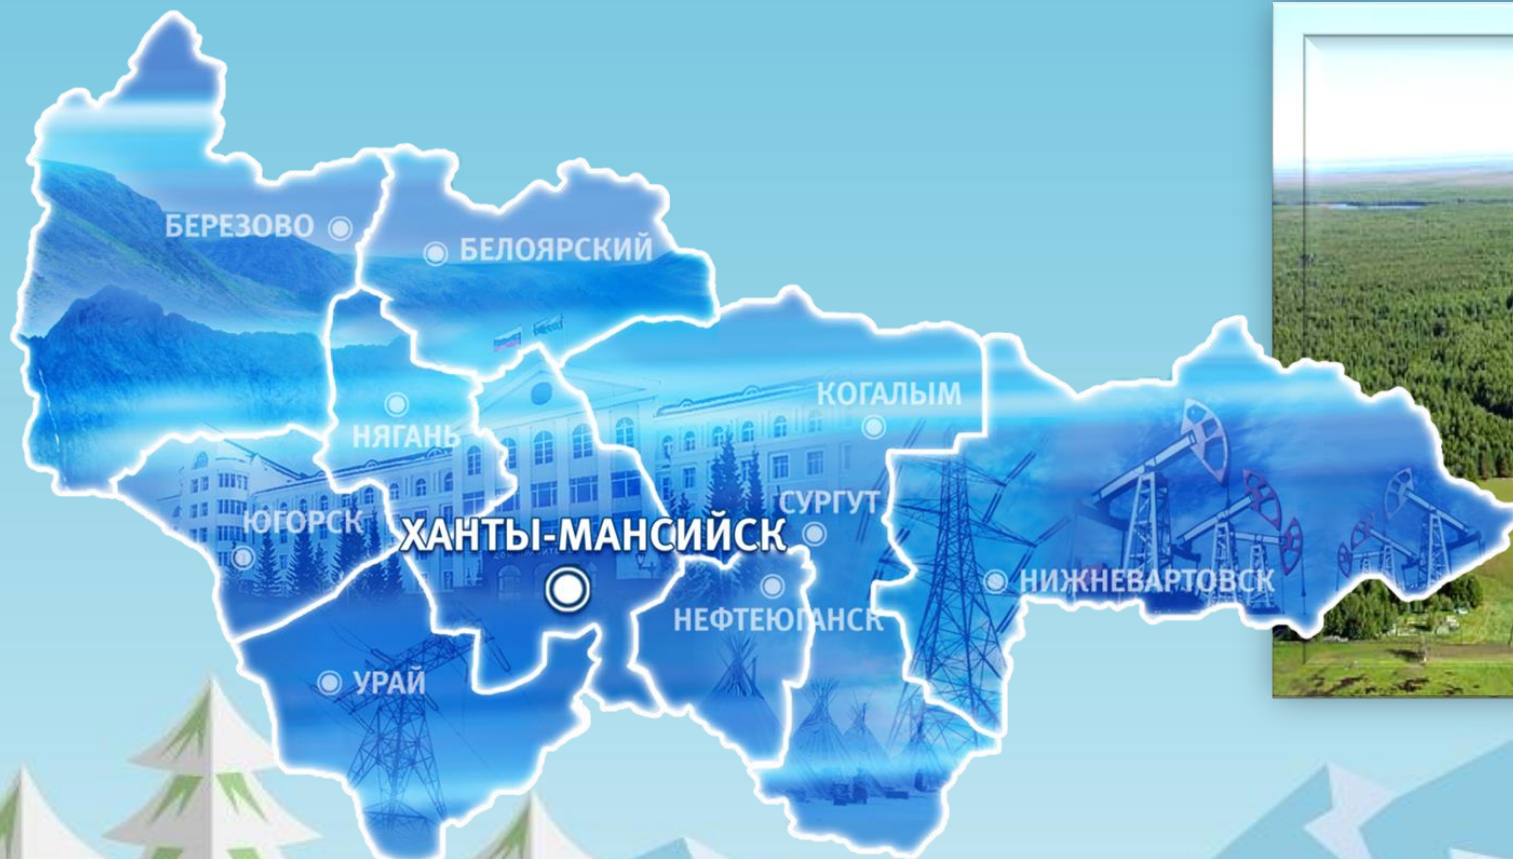 БЕРЕЗОВО
БЕЛОЯРСКИЙ
КОГАЛЫМ
НЯГАНЬ
СУРГУТ
ЮГОРСК
ХАНТЫ-МАНСИЙСК
НИЖНЕВАРТОВСК
НЕФТЕЮГАНСК
УРАЙ